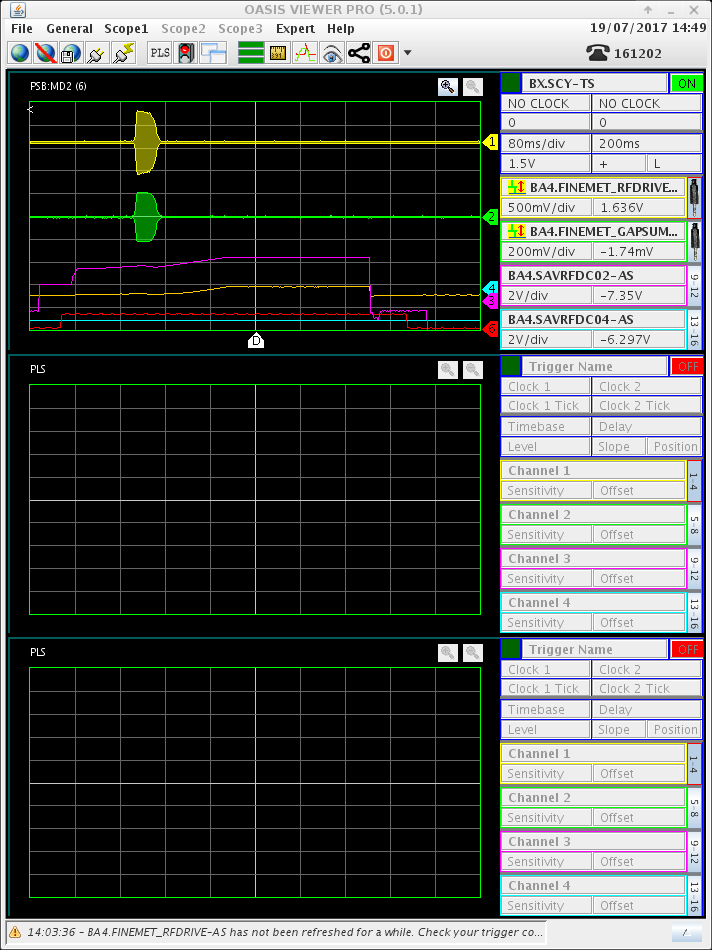 OASIS VIEWER PRO (5.0.1)
File General Scope1 Scope2 Scope3 Expert Help 19/07/2017 14:49
PLS 161202
PSB:MD2 (6)
<
1
2
4
3
D
BX.SCY-TS ON
NO CLOCK NO CLOCK
0 0
80ms/div 200ms
1.5V + L
BA4.FINEMET_RFDRIVE...
500mV/div 1.636V
BA4.FINEMET_GAPSUM...
200mV/div -1.74mV
BA4.SAVRFDC02-AS
2V/div -7.35V
9-12
BA4.SAVRFDC04-AS
2V/div -6.297V
13-16
PLS
Trigger Name OFF
Clock 1 Clock 2
Clock 1 Tick Clock 2 Tick
Timebase Delay
Level Slope Position
Channel 1
Sensitivity Offset
1-4
Channel 2
Sensitivity Offset
5-8
Channel 3
Sensitivity Offset
9-12
Channel 4
Sensitivity Offset
13-16
PLS
Trigger Name OFF
Clock 1 Clock 2
Clock 1 Tick Clock 2 Tick
Timebase Delay
Level Slope Position
Channel 1
Sensitivity Offset
1-4
Channel 2
Sensitivity Offset
5-8
Channel 3
Sensitivity Offset
9-12
Channel 4
Sensitivity Offset
13-16
14:03:36 - BA4.FINEMET_RFDRIVE-AS has not been refreshed for a while. Check your trigger co...